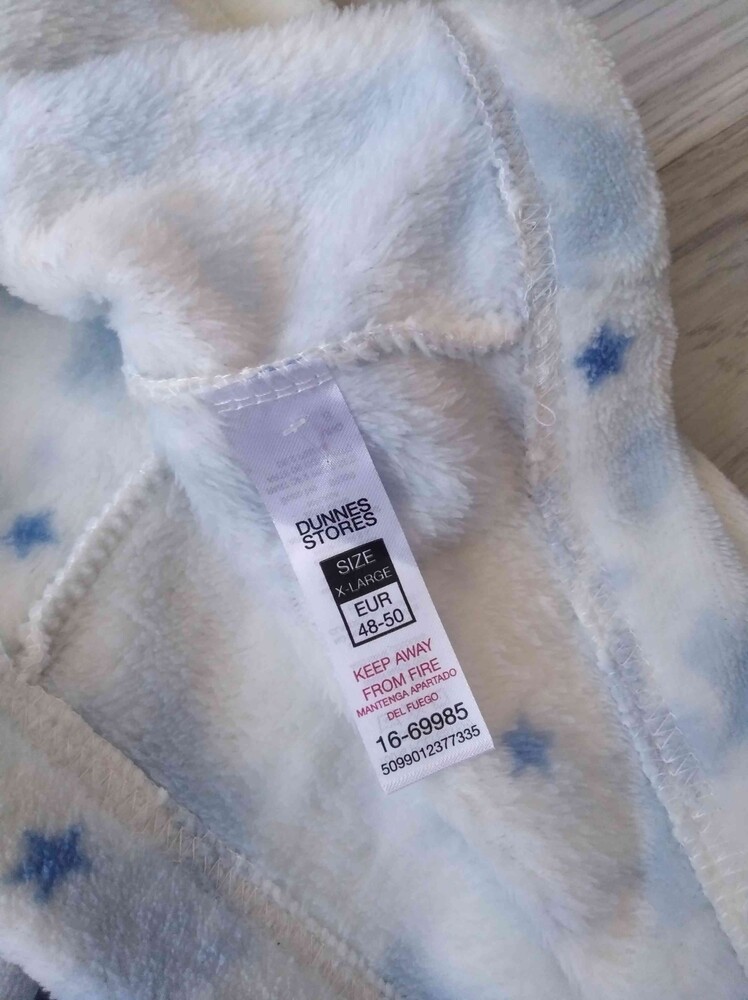 DUNNES
STORES
SIZE
X-LARGE
EUR
48-50
KEEP AWAY
FROM FIRE
MANTENGA APARTADO
DEL FUEGO
16-69985
5099012377335